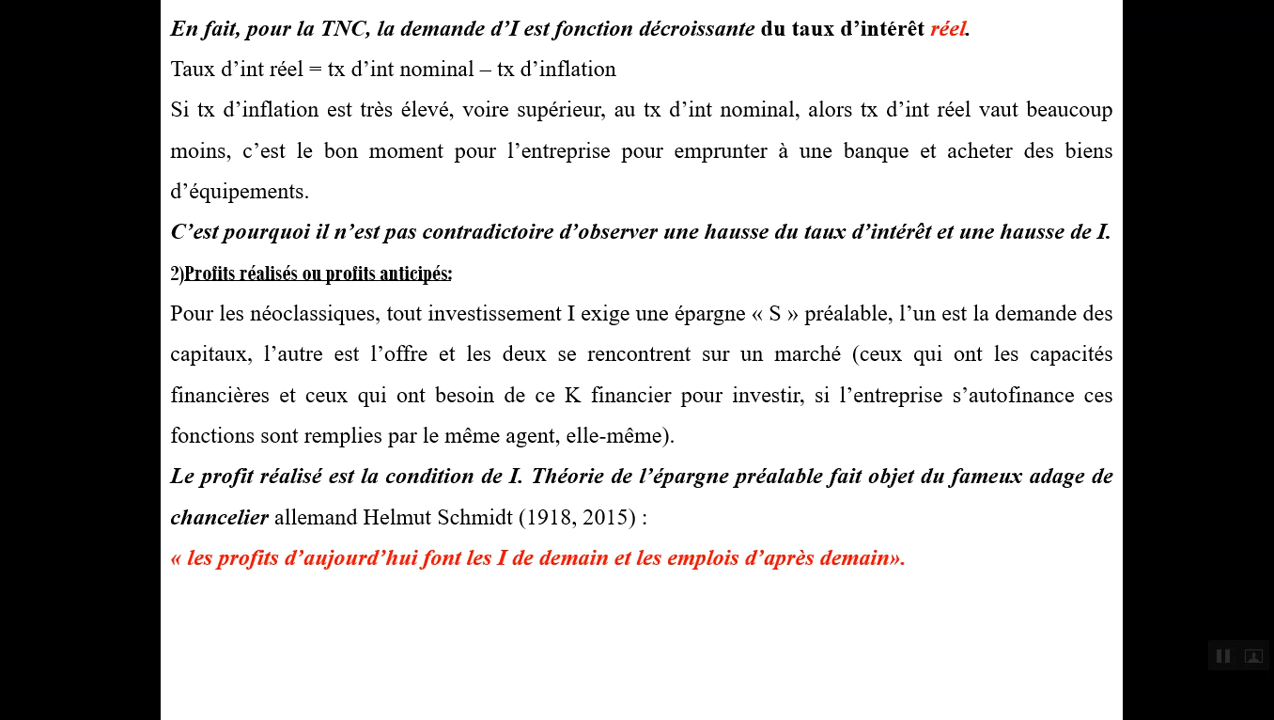 En fait, pour la TNC, la demande d’I est fonction décroissante du taux d’intérêt réel.
Taux d’int réel = tx d’int nominal – tx d’inflation
Si tx d’inflation est très élevé, voire supérieur, au tx d’int nominal, alors tx d’int réel vaut beaucoup
moins, c’est le bon moment pour l’entreprise pour emprunter à une banque et acheter des biens
d’équipements.
C’est pourquoi il n’est pas contradictoire d’observer une hausse du taux d’intérêt et une hausse de I.
2)Profits réalisés ou profits anticipés:
Pour les néoclassiques, tout investissement I exige une épargne « S » préalable, l’un est la demande des
capitaux, l’autre est l’offre et les deux se rencontrent sur un marché (ceux qui ont les capacités
financières et ceux qui ont besoin de ce K financier pour investir, si l’entreprise s’autofinance ces
fonctions sont remplies par le même agent, elle-même).
Le profit réalisé est la condition de I. Théorie de l’épargne préalable fait objet du fameux adage de
chancelier allemand Helmut Schmidt (1918, 2015) :
« les profits d’aujourd’hui font les I de demain et les emplois d’après demain».